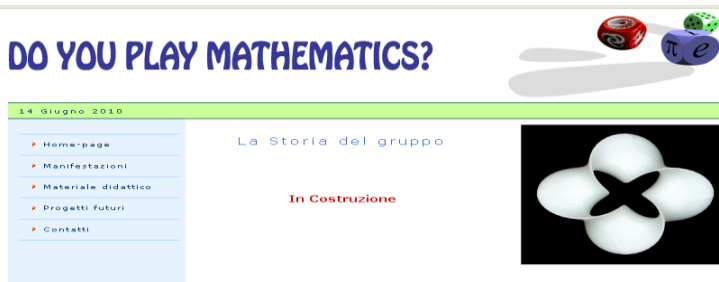 DO YOU PLAY MATHEMATICS?
π e
14 Giugno 2010
Home-page
Manifestazioni
Materiale didattico
Progetti futuri
Contatti
La Storia del gruppo
In Costruzione